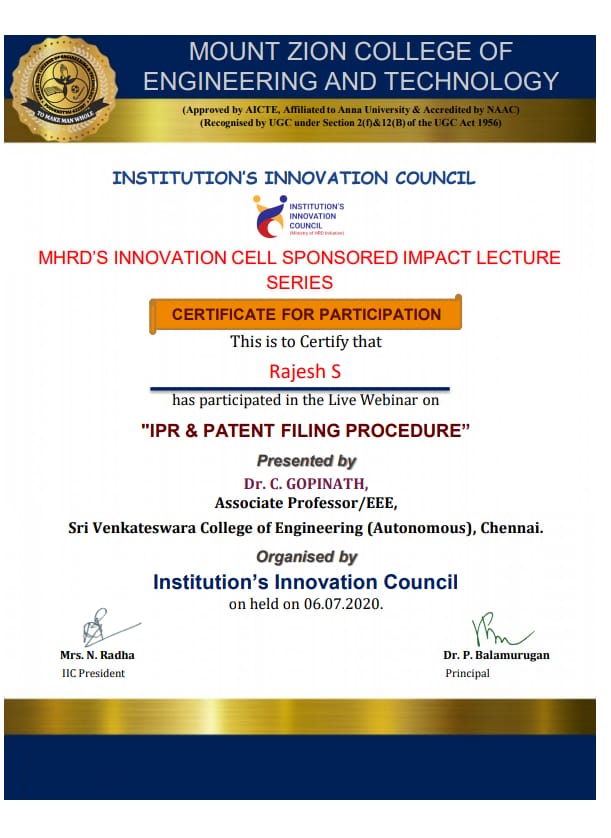 MOUNT ZION COLLEGE OF
ENGINEERING AND TECHNOLOGY
(Approved by AICTE, Affiliated to Anna University & Accredited by NAAC)
(Recognised by UGC under Section 2(f)&12(B) of the UGC Act 1956)
TO MAKE MAN WHOLE
INSTITUTION’S INNOVATION COUNCIL
INSTITUTION'S
INNOVATION
COUNCIL
(Ministry of HRD Initiative)
MHRD’S INNOVATION CELL SPONSORED IMPACT LECTURE
SERIES
CERTIFICATE FOR PARTICIPATION
This is to Certify that
Rajesh S
has participated in the Live Webinar on
"IPR & PATENT FILING PROCEDURE”
Presented by
Dr. C. GOPINATH,
Associate Professor/EEE,
Sri Venkateswara College of Engineering (Autonomous), Chennai.
Organised by
Institution’s Innovation Council
on held on 06.07.2020.
Mrs. N. Radha
IIC President
Dr. P. Balamurugan
Principal